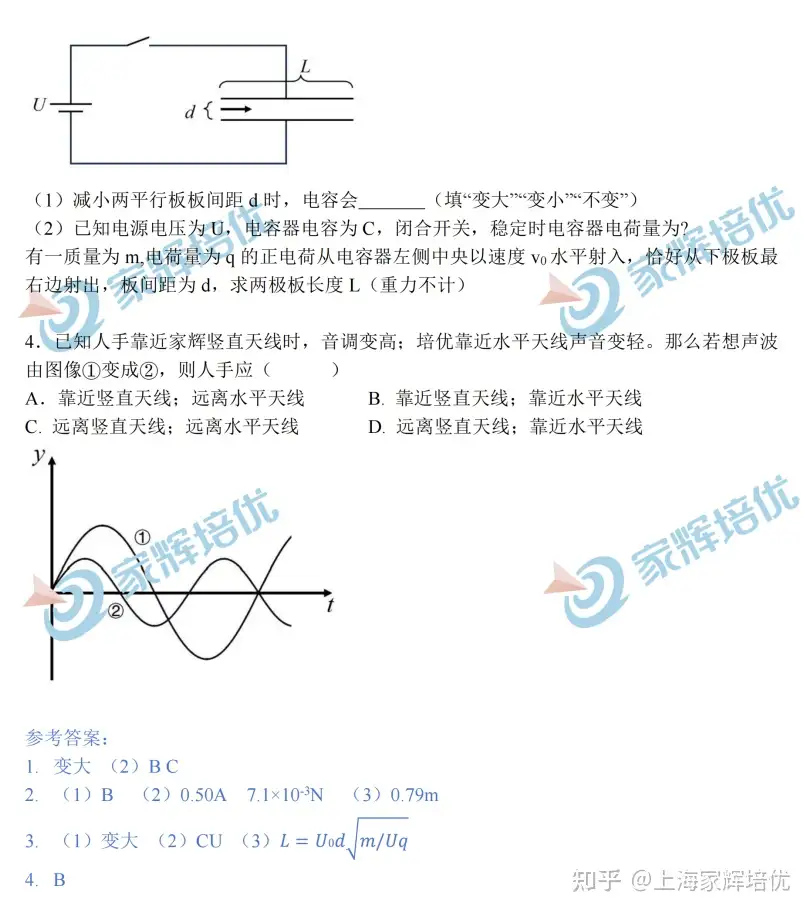 L
U
d {
（1）减小两平行板板间距 d 时，电容会_______（填“变大”“变小”“不变”）
（2）已知电源电压为 U，电容器电容为 C，闭合开关，稳定时电容器电荷量为?
有一质量为 m,电荷量为 q 的正电荷从电容器左侧中央以速度 v₀水平射入，恰好从下极板最
右边射出，板间距为 d，求两极板长度 L（重力不计）
4．已知人手靠近家辉竖直天线时，音调变高；培优靠近水平天线声音变轻。那么若想声波
由图像①变成②，则人手应（ ）
A．靠近竖直天线；远离水平天线 B. 靠近竖直天线；靠近水平天线
C. 远离竖直天线；远离水平天线 D. 远离竖直天线；靠近水平天线
y
①
②
t
家辉培优
家辉培优
家辉培优
家辉培优
参考答案：
1. 变大 （2）B C
2. （1）B （2）0.50A 7.1×10⁻³N （3）0.79m
3. （1）变大 （2）CU （3）L = U₀d√m/Uq
4. B
知乎 @上海家辉培优